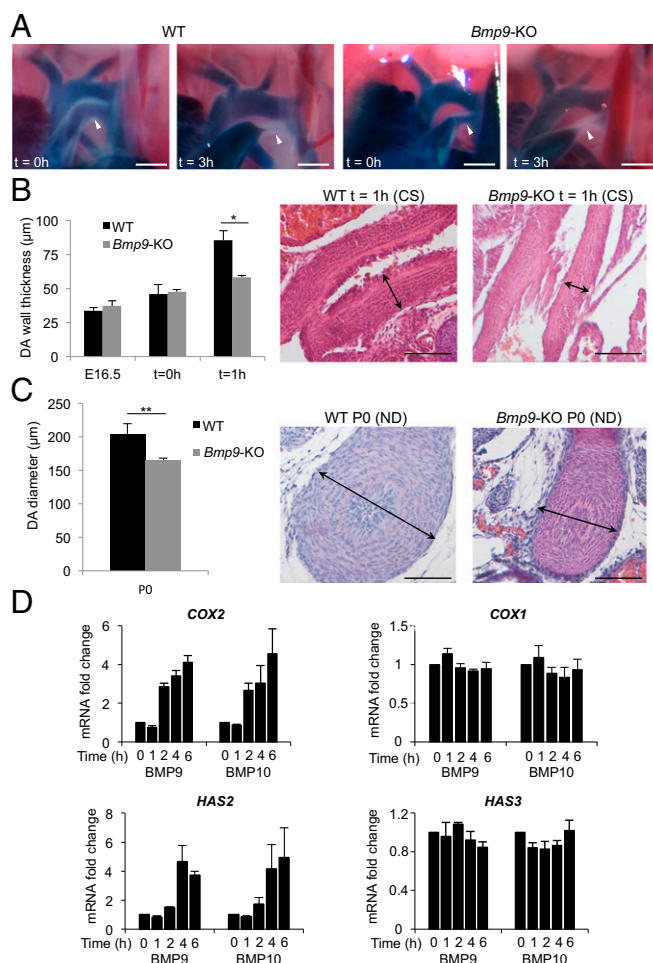 A
WT
Bmp9-KO
t = 0h
t = 3h
t = 0h
t = 3h
B
DA wall thickness (µm)
100
75
50
25
0
WT
Bmp9-KO
*
E16.5
t=0h
t=1h
WT t = 1h (CS)
Bmp9-KO t = 1h (CS)
C
DA diameter (µm)
250
200
150
100
50
0
**
WT
Bmp9-KO
P0
WT P0 (ND)
Bmp9-KO P0 (ND)
D
COX2
mRNA fold change
6
4
2
0
Time (h) 0 1 2 4 6 0 1 2 4 6
BMP9 BMP10
COX1
mRNA fold change
1.5
1
0.5
0
Time (h) 0 1 2 4 6 0 1 2 4 6
BMP9 BMP10
HAS2
mRNA fold change
8
6
4
2
0
Time (h) 0 1 2 4 6 0 1 2 4 6
BMP9 BMP10
HAS3
mRNA fold change
1.2
0.8
0.4
0
Time (h) 0 1 2 4 6 0 1 2 4 6
BMP9 BMP10